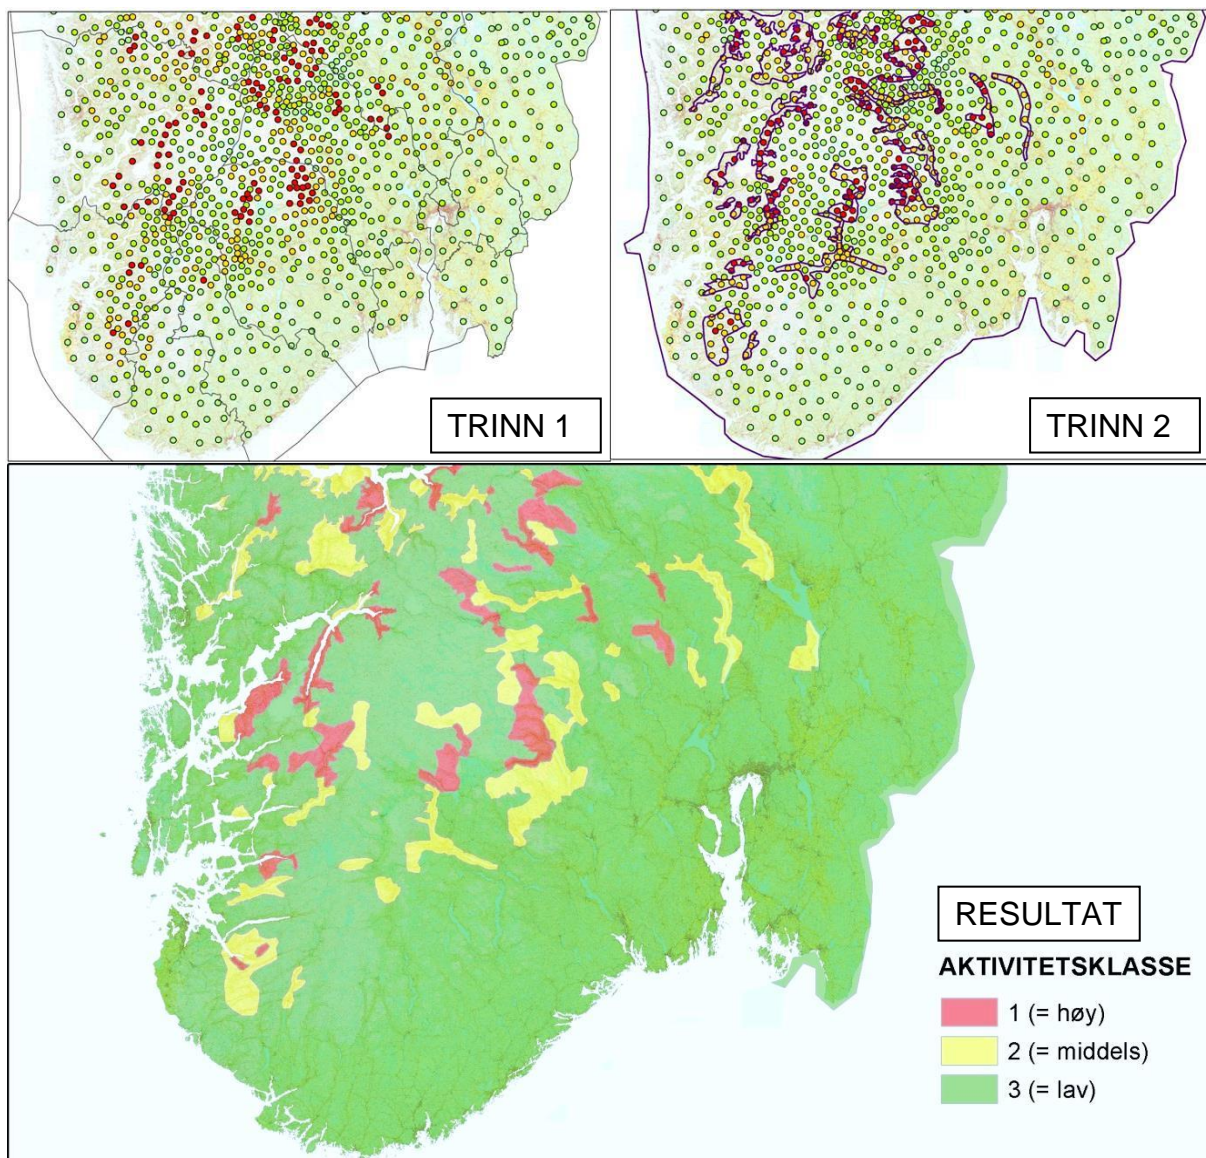 TRINN 1
TRINN 2
RESULTAT
AKTIVITETSKLASSE
1 (= høy)
2 (= middels)
3 (= lav)